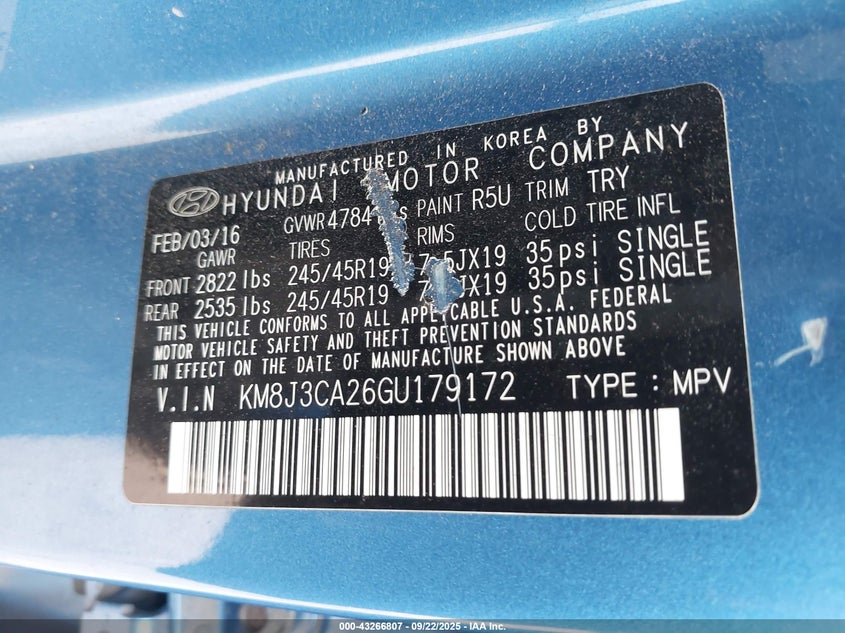 MANUFACTURED IN KOREA BY
HYUNDAI MOTOR COMPANY
FEB/03/16 GVWR 4784 PAINT R5U TRIM TRY
GAWR TIRES RIMS COLD TIRE INFL
FRONT 2822 lbs 245/45R19 JX19 35psi SINGLE
REAR 2535 lbs 245/45R19 JX19 35psi SINGLE
THIS VEHICLE CONFORMS TO ALL APPLICABLE U.S.A. FEDERAL
MOTOR VEHICLE SAFETY AND THEFT PREVENTION STANDARDS
IN EFFECT ON THE DATE OF MANUFACTURE SHOWN ABOVE
V.I.N KM8J3CA26GU179172 TYPE : MPV
000-43266807 - 09/22/2025 - IAA Inc.